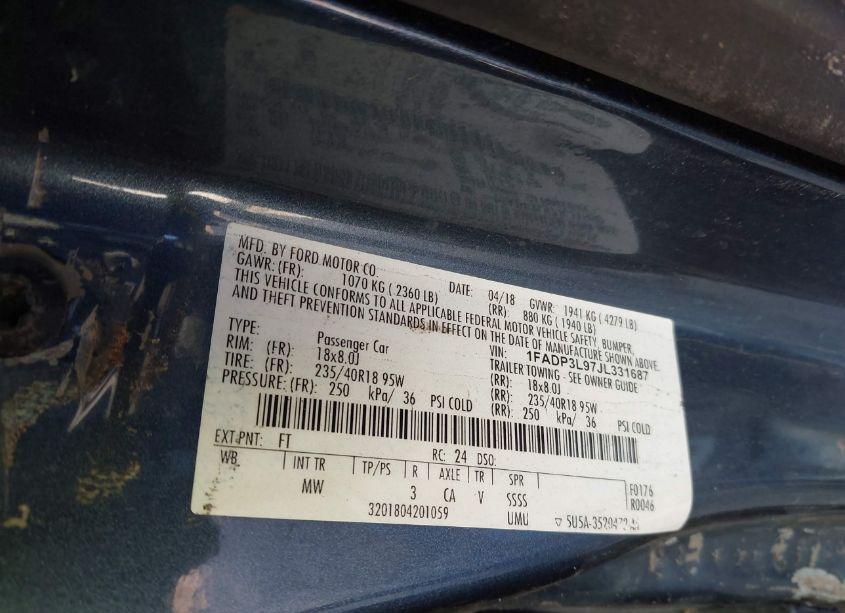 MFD. BY FORD MOTOR CO.
DATE: 04/18 GVWR: 1941 KG ( 4279 LB)
GAWR: (FR): 1070 KG ( 2360 LB) (RR) 880 KG ( 1940 LB)
THIS VEHICLE CONFORMS TO ALL APPLICABLE FEDERAL MOTOR VEHICLE SAFETY, BUMPER,
AND THEFT PREVENTION STANDARDS IN EFFECT ON THE DATE OF MANUFACTURE SHOWN ABOVE.
VIN: 1FADP3L97JL331687
TYPE: Passenger Car TRAILER TOWING - SEE OWNER GUIDE
RIM: (FR) 18x8.0J (RR): 18x8.0J
TIRE: (FR) 235/40R18 95W (RR): 235/40R18 95W
PRESSURE: (FR): 250 kPa/ 36 PSI COLD (RR): 250 kPa/ 36 PSI COLD
EXT PNT: FT RC: 24 DSO:
WB INT TR TP/PS R AXLE TR SPR F0176
MW 3 CA V SSSS R0046
3201804201059 UMU